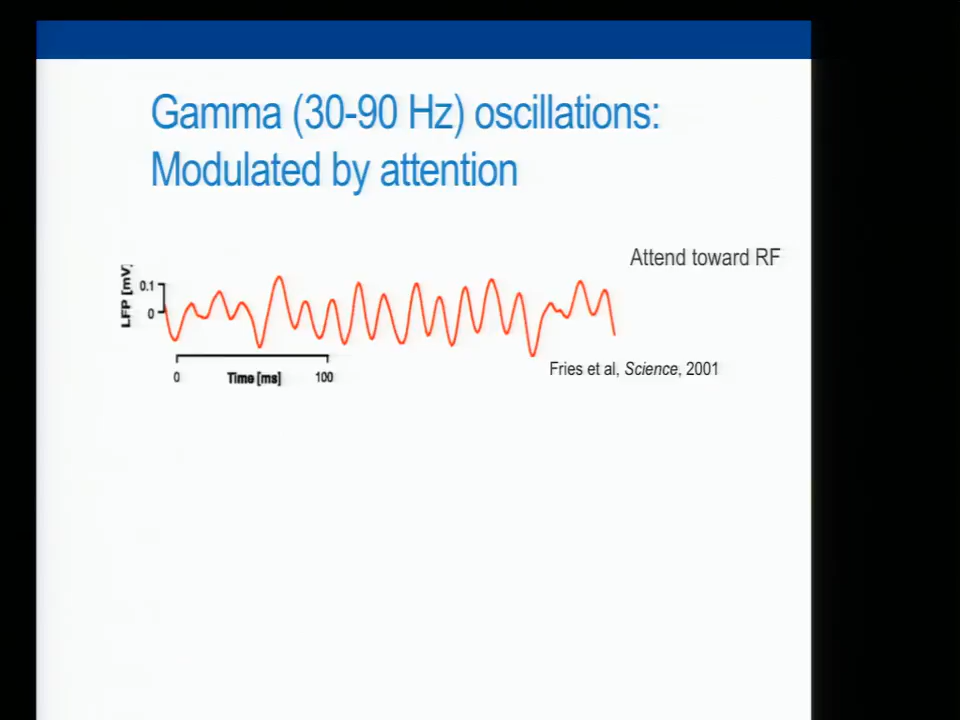 Gamma (30-90 Hz) oscillations:
Modulated by attention
Attend toward RF
LFP [mV]
0.1
0
0
Time [ms]
100
Fries et al, Science, 2001